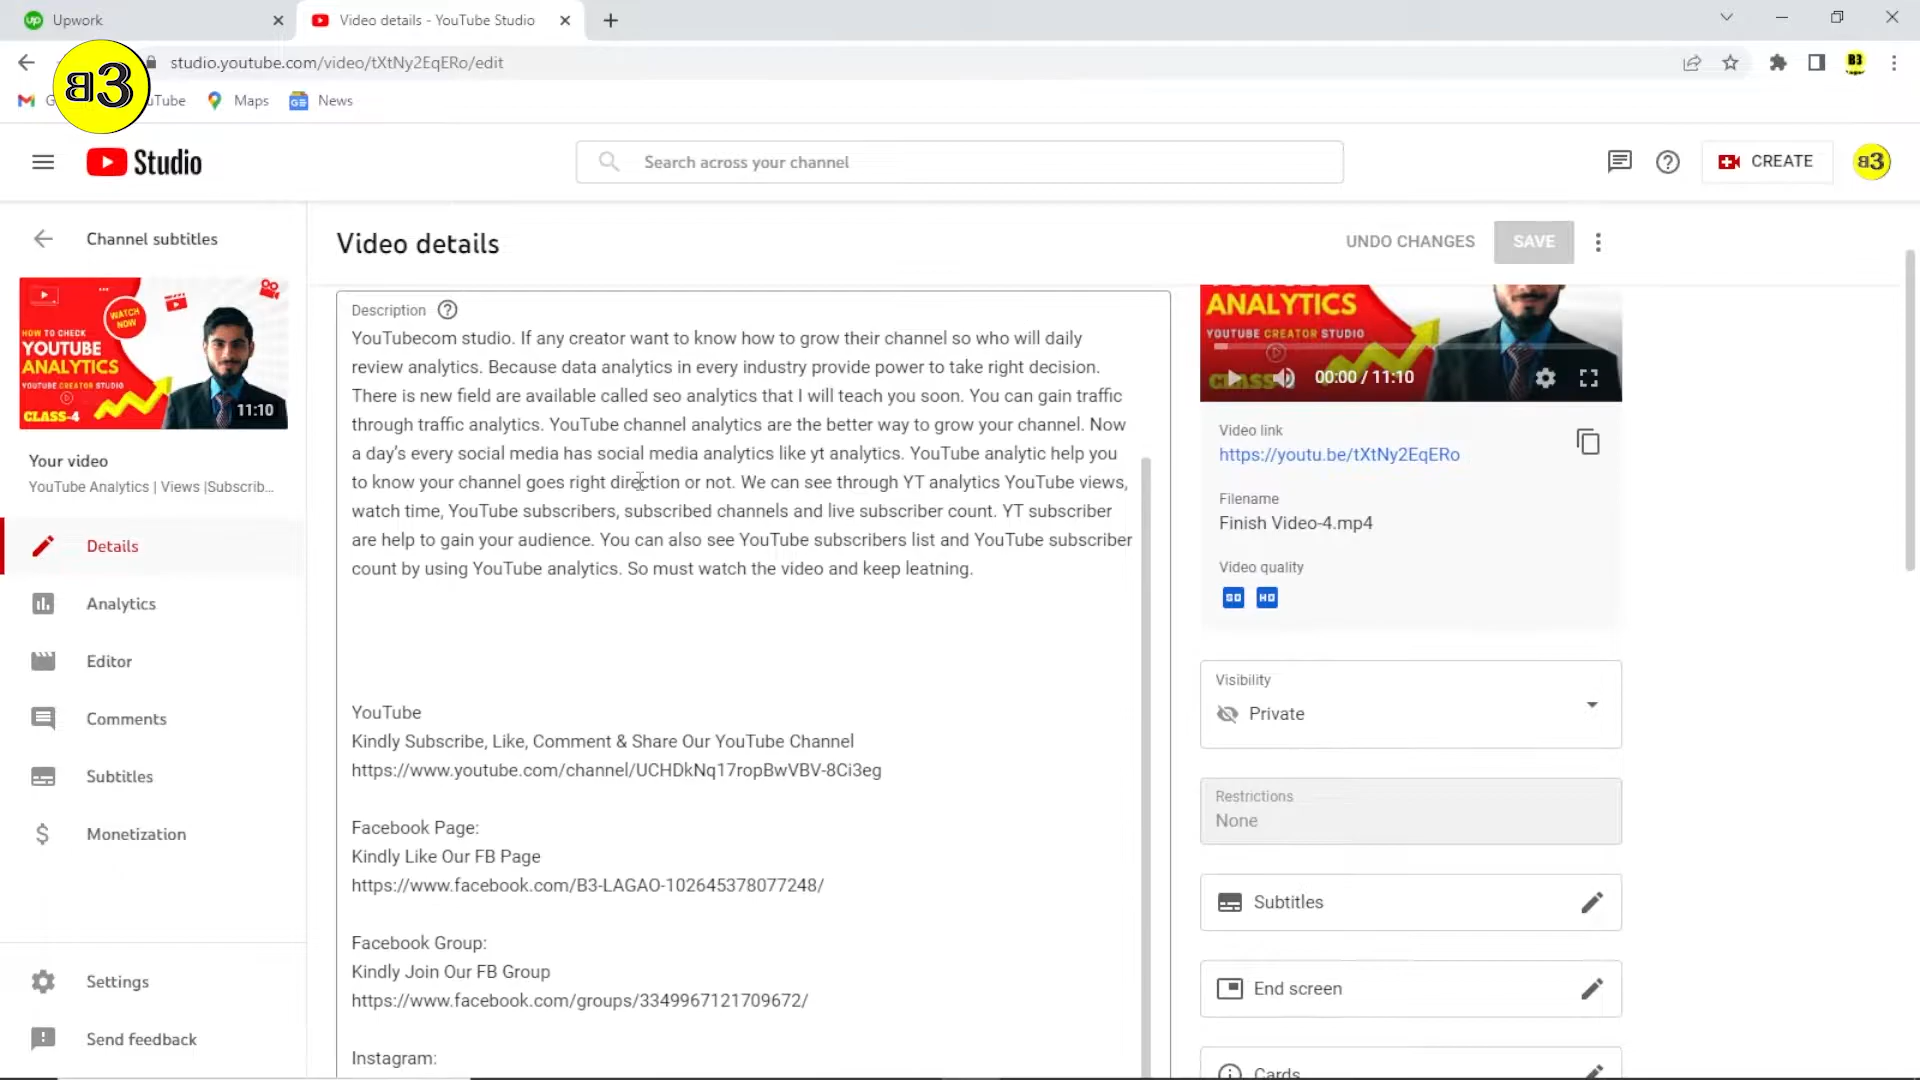 Upwork
Video details - YouTube Studio
studio.youtube.com/video/tXtNy2EqERo/edit
B3
G
uTube
Maps
News
B3
Studio
Search across your channel
CREATE
B3
Channel subtitles
Video details
UNDO CHANGES
SAVE
WATCH NOW
HOW TO CHECK
YOUTUBE
ANALYTICS
YOUTUBE CREATOR STUDIO
CLASS-4
11:10
Your video
YouTube Analytics | Views |Subscrib...
Details
Analytics
Editor
Comments
Subtitles
Monetization
Settings
Send feedback
Description
YouTubecom studio. If any creator want to know how to grow their channel so who will daily
review analytics. Because data analytics in every industry provide power to take right decision.
There is new field are available called seo analytics that I will teach you soon. You can gain traffic
through traffic analytics. YouTube channel analytics are the better way to grow your channel. Now
a day's every social media has social media analytics like yt analytics. YouTube analytic help you
to know your channel goes right direction or not. We can see through YT analytics YouTube views,
watch time, YouTube subscribers, subscribed channels and live subscriber count. YT subscriber
are help to gain your audience. You can also see YouTube subscribers list and YouTube subscriber
count by using YouTube analytics. So must watch the video and keep leatning.
YouTube
Kindly Subscribe, Like, Comment & Share Our YouTube Channel
https://www.youtube.com/channel/UCHDkNq17ropBwVBV-8Ci3eg
Facebook Page:
Kindly Like Our FB Page
https://www.facebook.com/B3-LAGAO-102645378077248/
Facebook Group:
Kindly Join Our FB Group
https://www.facebook.com/groups/3349967121709672/
Instagram:
ANALYTICS
YOUTUBE CREATOR STUDIO
CLASS
00:00 / 11:10
Video link
https://youtu.be/tXtNy2EqERo
Filename
Finish Video-4.mp4
Video quality
SD HD
Visibility
Private
Restrictions
None
Subtitles
End screen
Cards